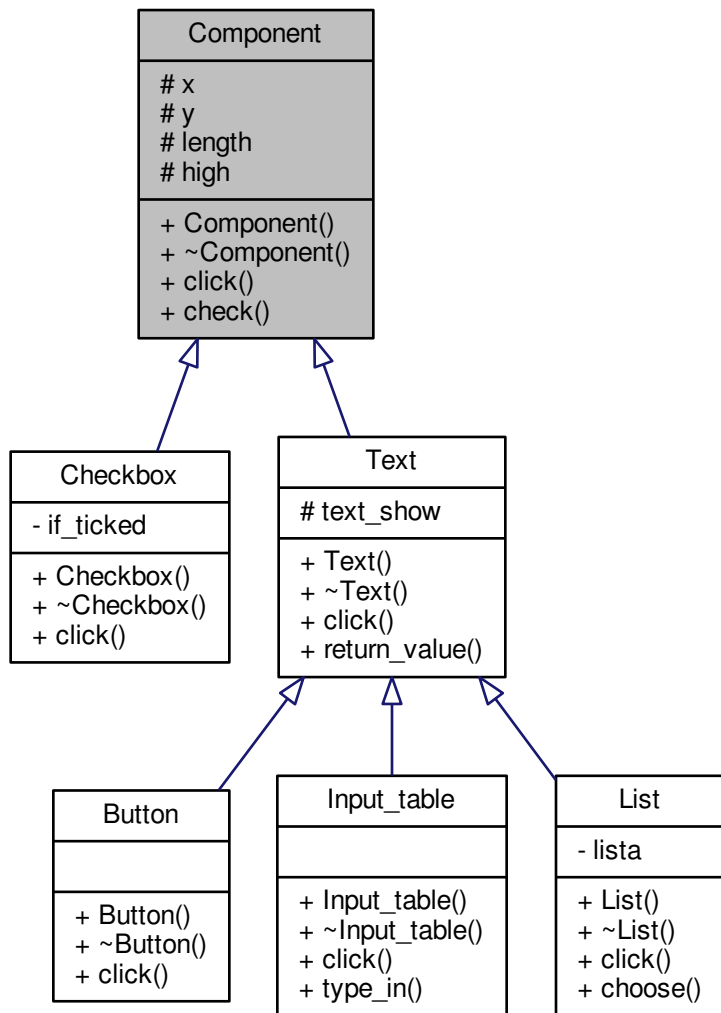 Component
# x
# y
# length
# high
+ Component()
+ ~Component()
+ click()
+ check()
Checkbox
- if_ticked
+ Checkbox()
+ ~Checkbox()
+ click()
Text
# text_show
+ Text()
+ ~Text()
+ click()
+ return_value()
Button
+ Button()
+ ~Button()
+ click()
Input_table
+ Input_table()
+ ~Input_table()
+ click()
+ type_in()
List
- lista
+ List()
+ ~List()
+ click()
+ choose()